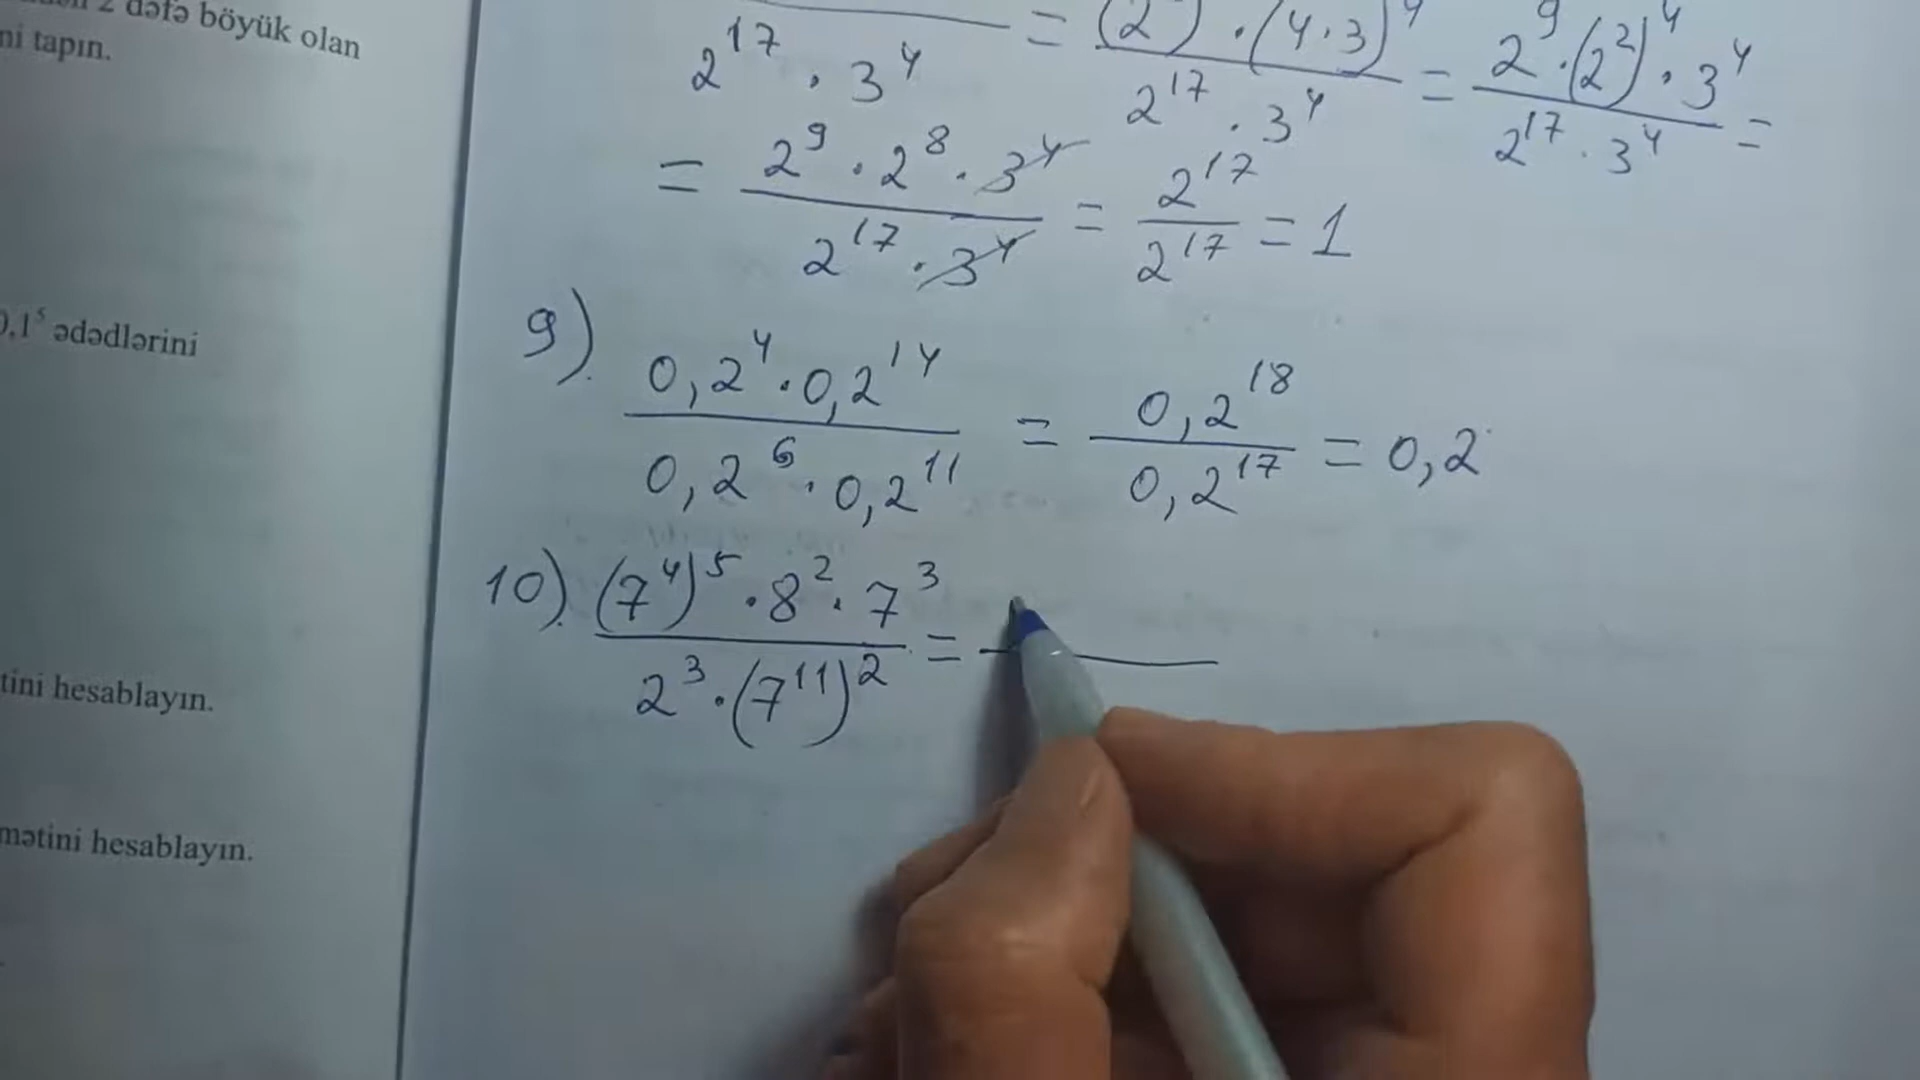 2 dəfə böyük olan
ni tapın.
0,1⁵ ədədlərini
tini hesablayın.
mətini hesablayın.
2¹⁷ · 3⁴ = (2 ) · (4 · 3)⁴ / 2¹⁷ · 3⁴ = 2⁹ · (2²)⁴ · 3⁴ / 2¹⁷ · 3⁴ =
= 2⁹ · 2⁸ · 3⁴ / 2¹⁷ · 3⁴ = 2¹⁷ / 2¹⁷ = 1
9) 0,2⁴ · 0,2¹⁴ / 0,2⁶ · 0,2¹¹ = 0,2¹⁸ / 0,2¹⁷ = 0,2
10) (7⁴)⁵ · 8² · 7³ / 2³ · (7¹¹)² =